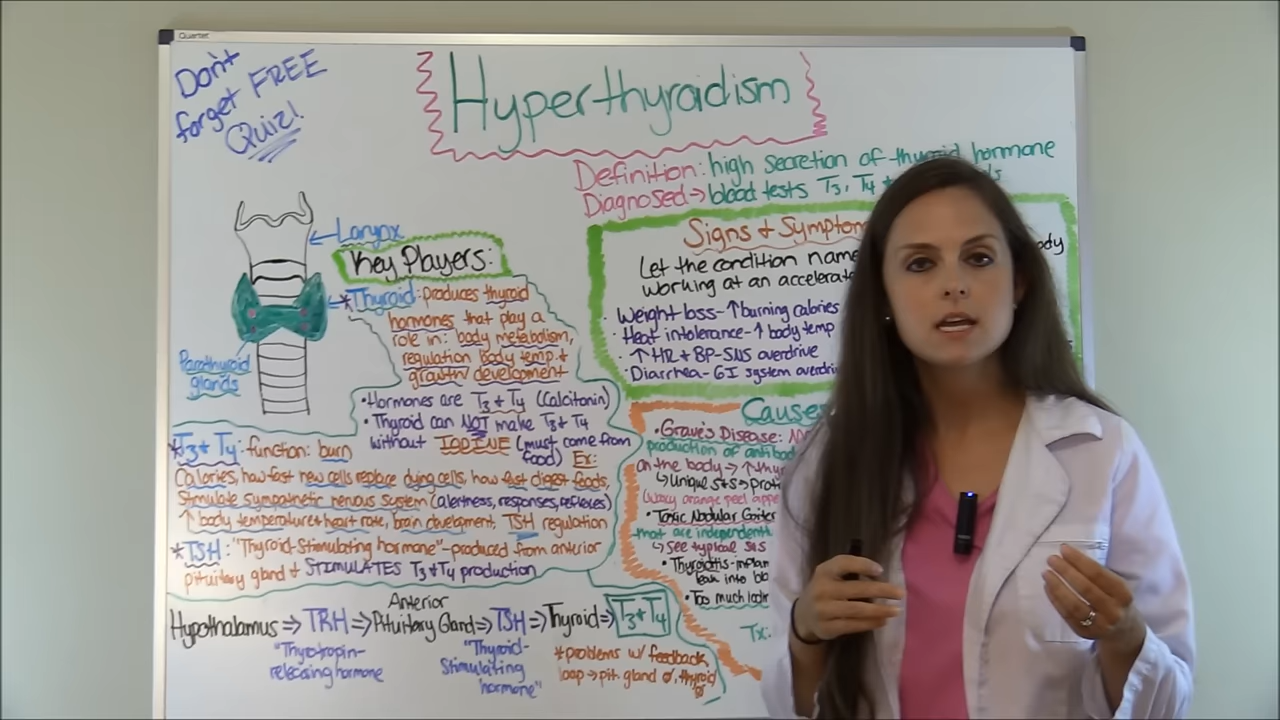 Quartet
Don't
forget FREE
Quiz!
Hyperthyroidism
Definition: high secretion of thyroid hormone
Diagnosed → blood tests T3, T4
Larynx
Parathyroid
glands
Key Players:
*Thyroid: produces thyroid
hormones that play a
role in: body metabolism,
regulation body temp. +
growth/development
• Hormones are T3 + T4 (Calcitonin)
• Thyroid can NOT make T3 + T4
without IODINE (must come from
food) Ex:
*T3 + T4: function: burn
Calories, how fast new cells replace dying cells, how fast digest foods,
Stimulate sympathetic nervous system (alertness, responses, reflexes)
↑ body temperature + heart rate, brain development, TSH regulation
*TSH: "Thyroid-Stimulating hormone"-produced from anterior
pituitary gland + STIMULATES T3 + T4 production
Hypothalamus ⇒ TRH ⇒ Anterior Pituitary Gland ⇒ TSH ⇒ Thyroid ⇒ T3 + T4
"Thyrotropin-
releasing hormone
"Thyroid-
Stimulating
hormone"
*problems w/ feedback
loop → pit. gland or thyroid
Signs + Symptom
Let the condition name body
working at an accelerate
• Weight loss- ↑ burning calories
• Heat intolerance- ↑ body temp
• ↑ HR + BP- SNS overdrive
• Diarrhea- GI system overdri
Causes
• Grave's Disease:
production of antibod
on the body → ↑ thy
↳ unique s+s → protr
(waxy orange peel appe
• Toxic Nodular Goiter
that are independent
↳ see typical s+s
• Thyroiditis- inflam
leak into blo
• Too much Iodin
Tx: